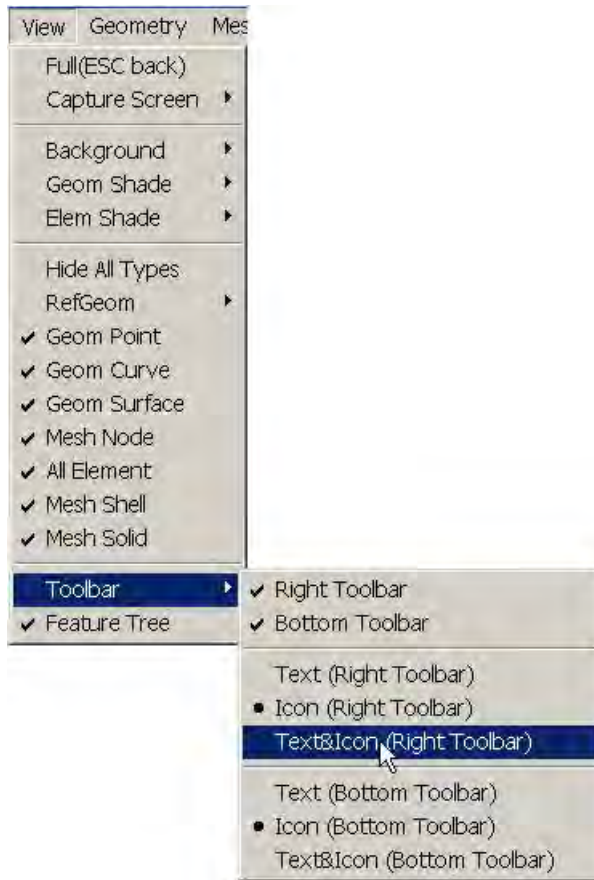 View Geometry Mes
Full(ESC back)
Capture Screen
Background
Geom Shade
Elem Shade
Hide All Types
RefGeom
Geom Point
Geom Curve
Geom Surface
Mesh Node
All Element
Mesh Shell
Mesh Solid
Toolbar
Feature Tree
Right Toolbar
Bottom Toolbar
Text (Right Toolbar)
Icon (Right Toolbar)
Text&Icon (Right Toolbar)
Text (Bottom Toolbar)
Icon (Bottom Toolbar)
Text&Icon (Bottom Toolbar)